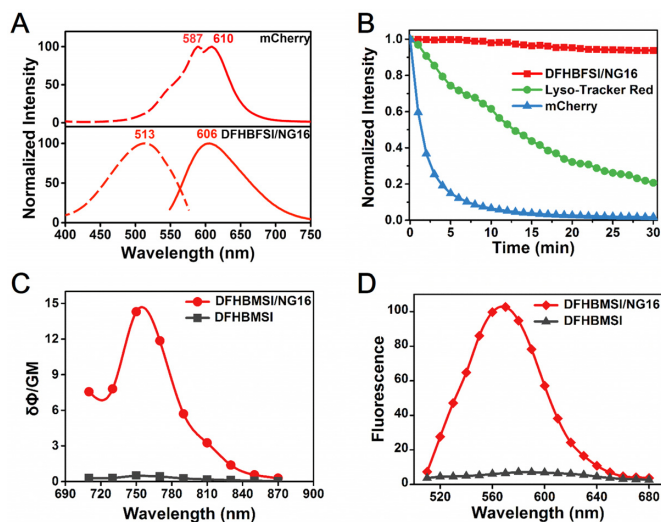 A
587 610
mCherry
100
50
0
513 606
DFHBFSI/NG16
100
50
0
400 450 500 550 600 650 700 750
Wavelength (nm)
Normalized Intensity
B
1.0
0.8
0.6
0.4
0.2
0.0
DFHBFSI/NG16
Lyso-Tracker Red
mCherry
0 5 10 15 20 25 30
Time (min)
Normalized Intensity
C
15
12
9
6
3
0
DFHBMSI/NG16
DFHBMSI
690 720 750 780 810 840 870 900
Wavelength (nm)
δΦ/GM
D
100
80
60
40
20
0
DFHBMSI/NG16
DFHBMSI
520 560 600 640 680
Wavelength (nm)
Fluorescence